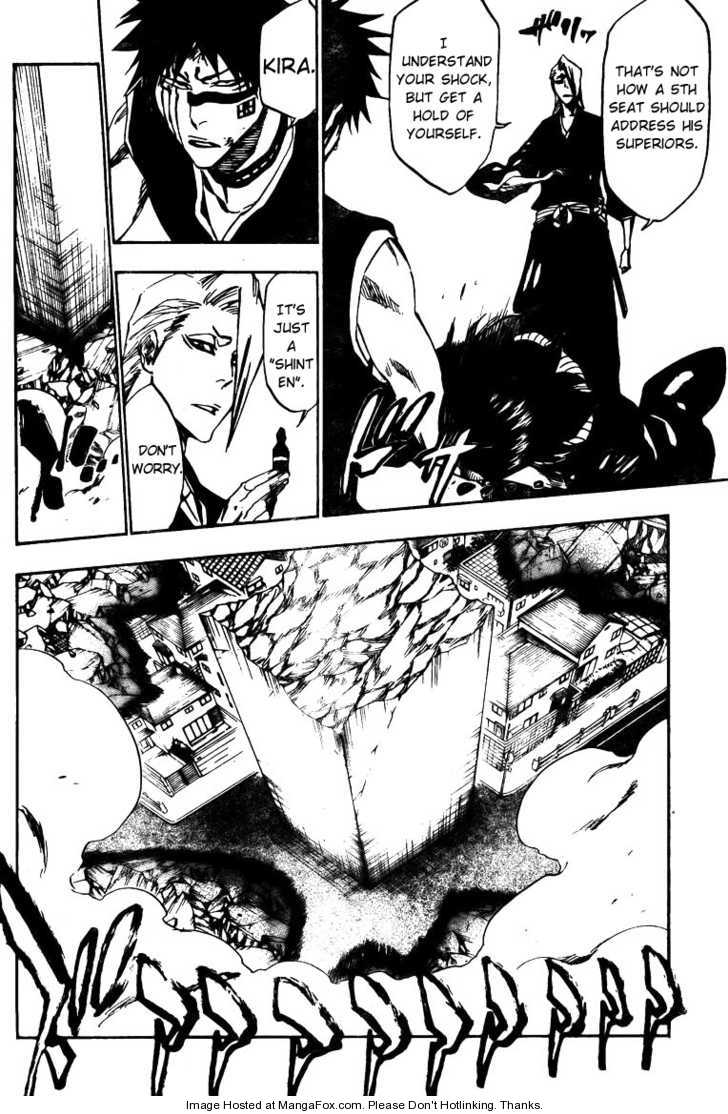 THAT'S NOT
HOW A 5TH
SEAT SHOULD
ADDRESS HIS
SUPERIORS.
I
UNDERSTAND
YOUR SHOCK,
BUT GET A
HOLD OF
YOURSELF.
KIRA.
IT'S
JUST
A
"SHINT
EN".
DON'T
WORRY.
Image Hosted at MangaFox.com. Please Don't Hotlinking. Thanks.